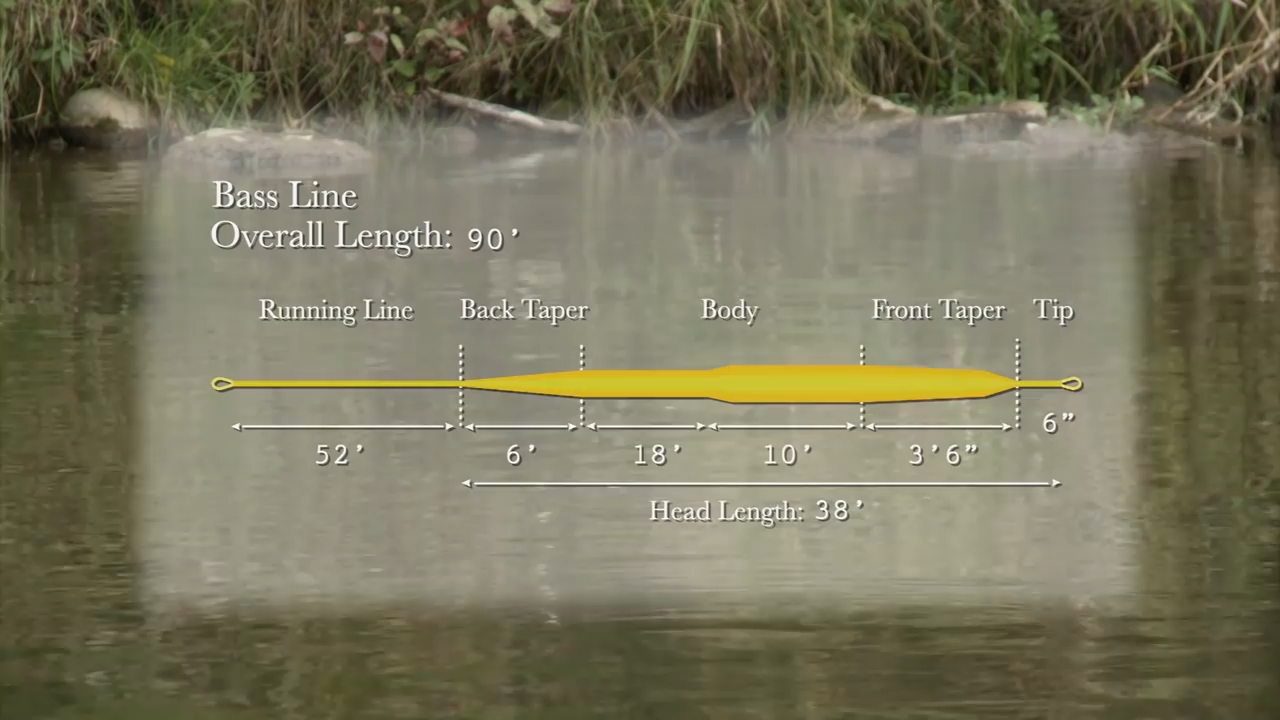 Bass Line
Overall Length: 90’
Running Line Back Taper Body Front Taper Tip
6”
52’ 6’ 18’ 10’ 3’6”
Head Length: 38’